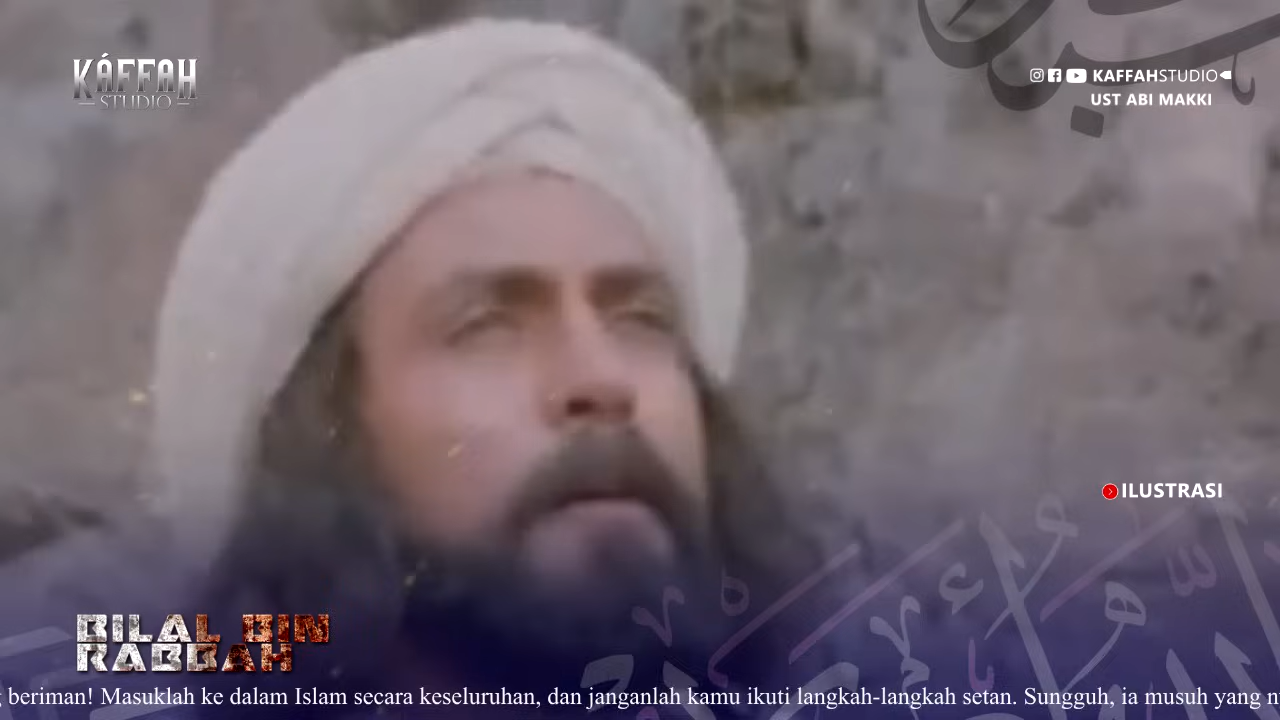 KÁFFAH
STUDIO
KAFFAHSTUDIO
UST ABI MAKKI
ILUSTRASI
BILAL BIN
RABBAH
beriman! Masuklah ke dalam Islam secara keseluruhan, dan janganlah kamu ikuti langkah-langkah setan. Sungguh, ia musuh yang